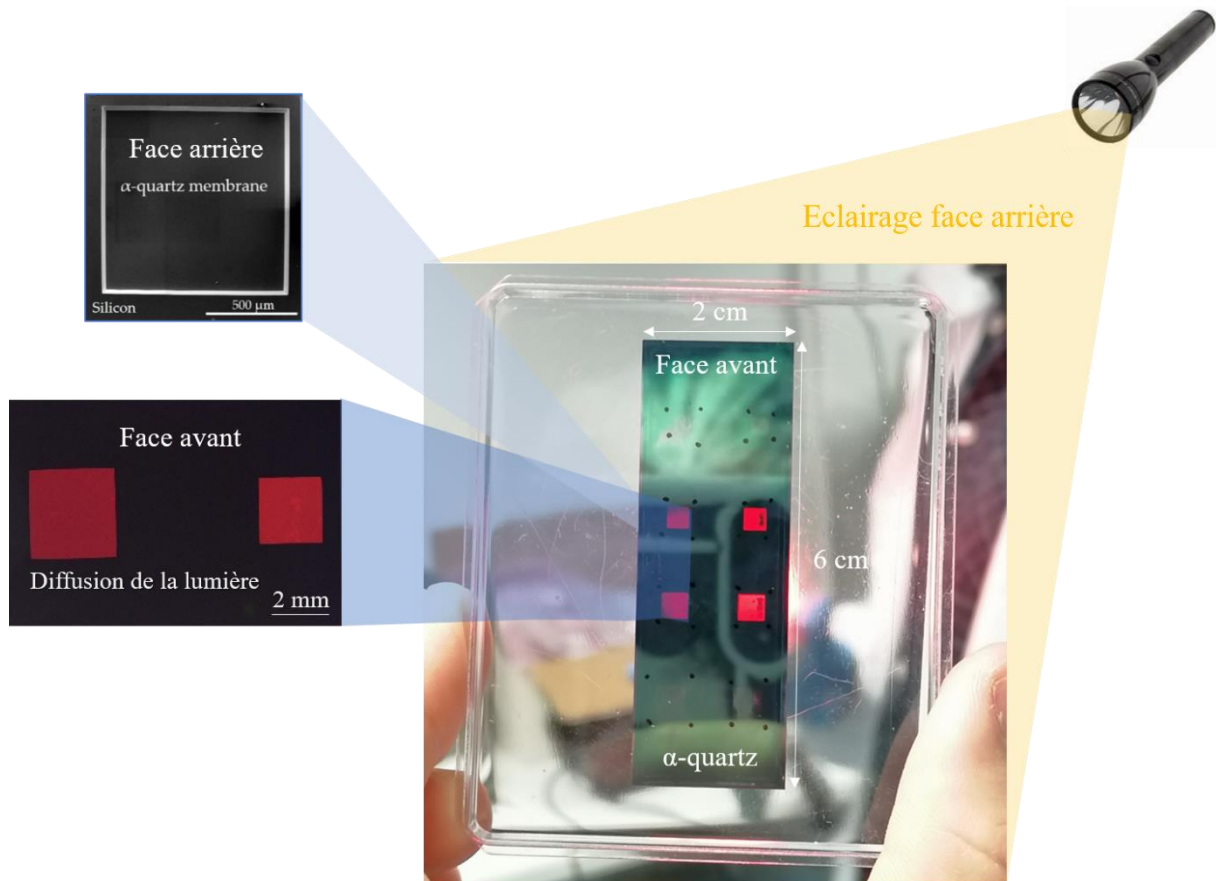 Face arrière
α-quartz membrane
Silicon
500 μm
Eclairage face arrière
2 cm
Face avant
6 cm
α-quartz
Face avant
Diffusion de la lumière
2 mm